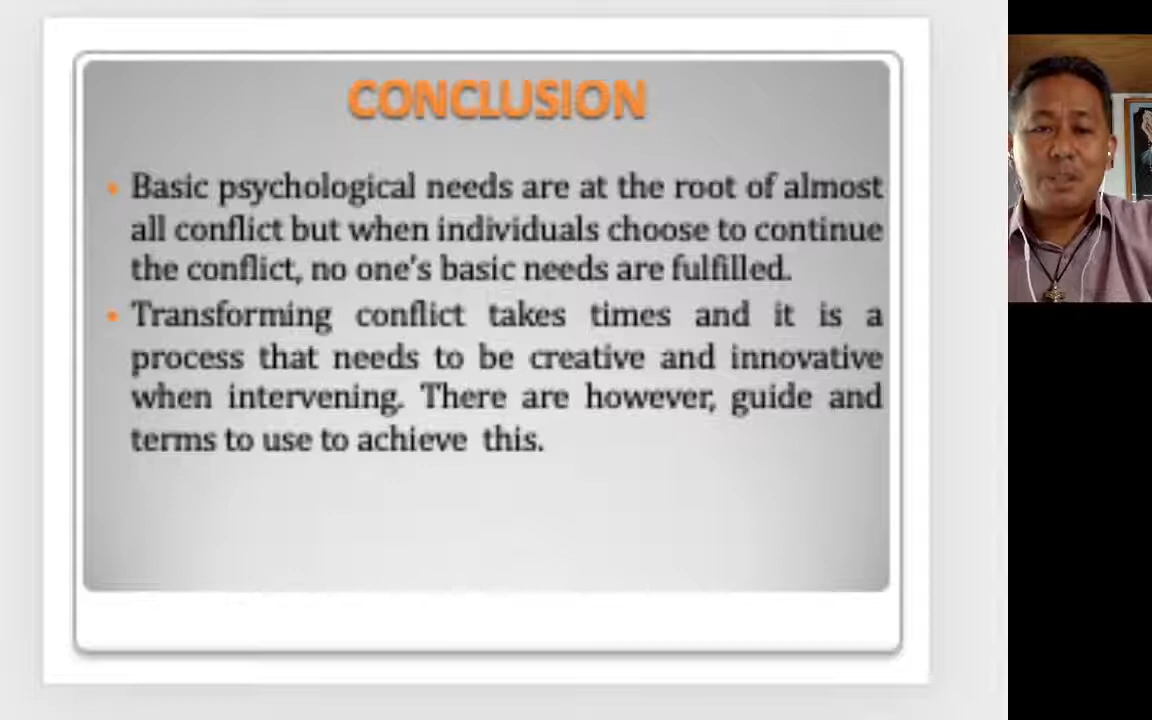 CONCLUSION
Basic psychological needs are at the root of almost
all conflict but when individuals choose to continue
the conflict, no one's basic needs are fulfilled.
Transforming conflict takes times and it is a
process that needs to be creative and innovative
when intervening. There are however, guide and
terms to use to achieve this.